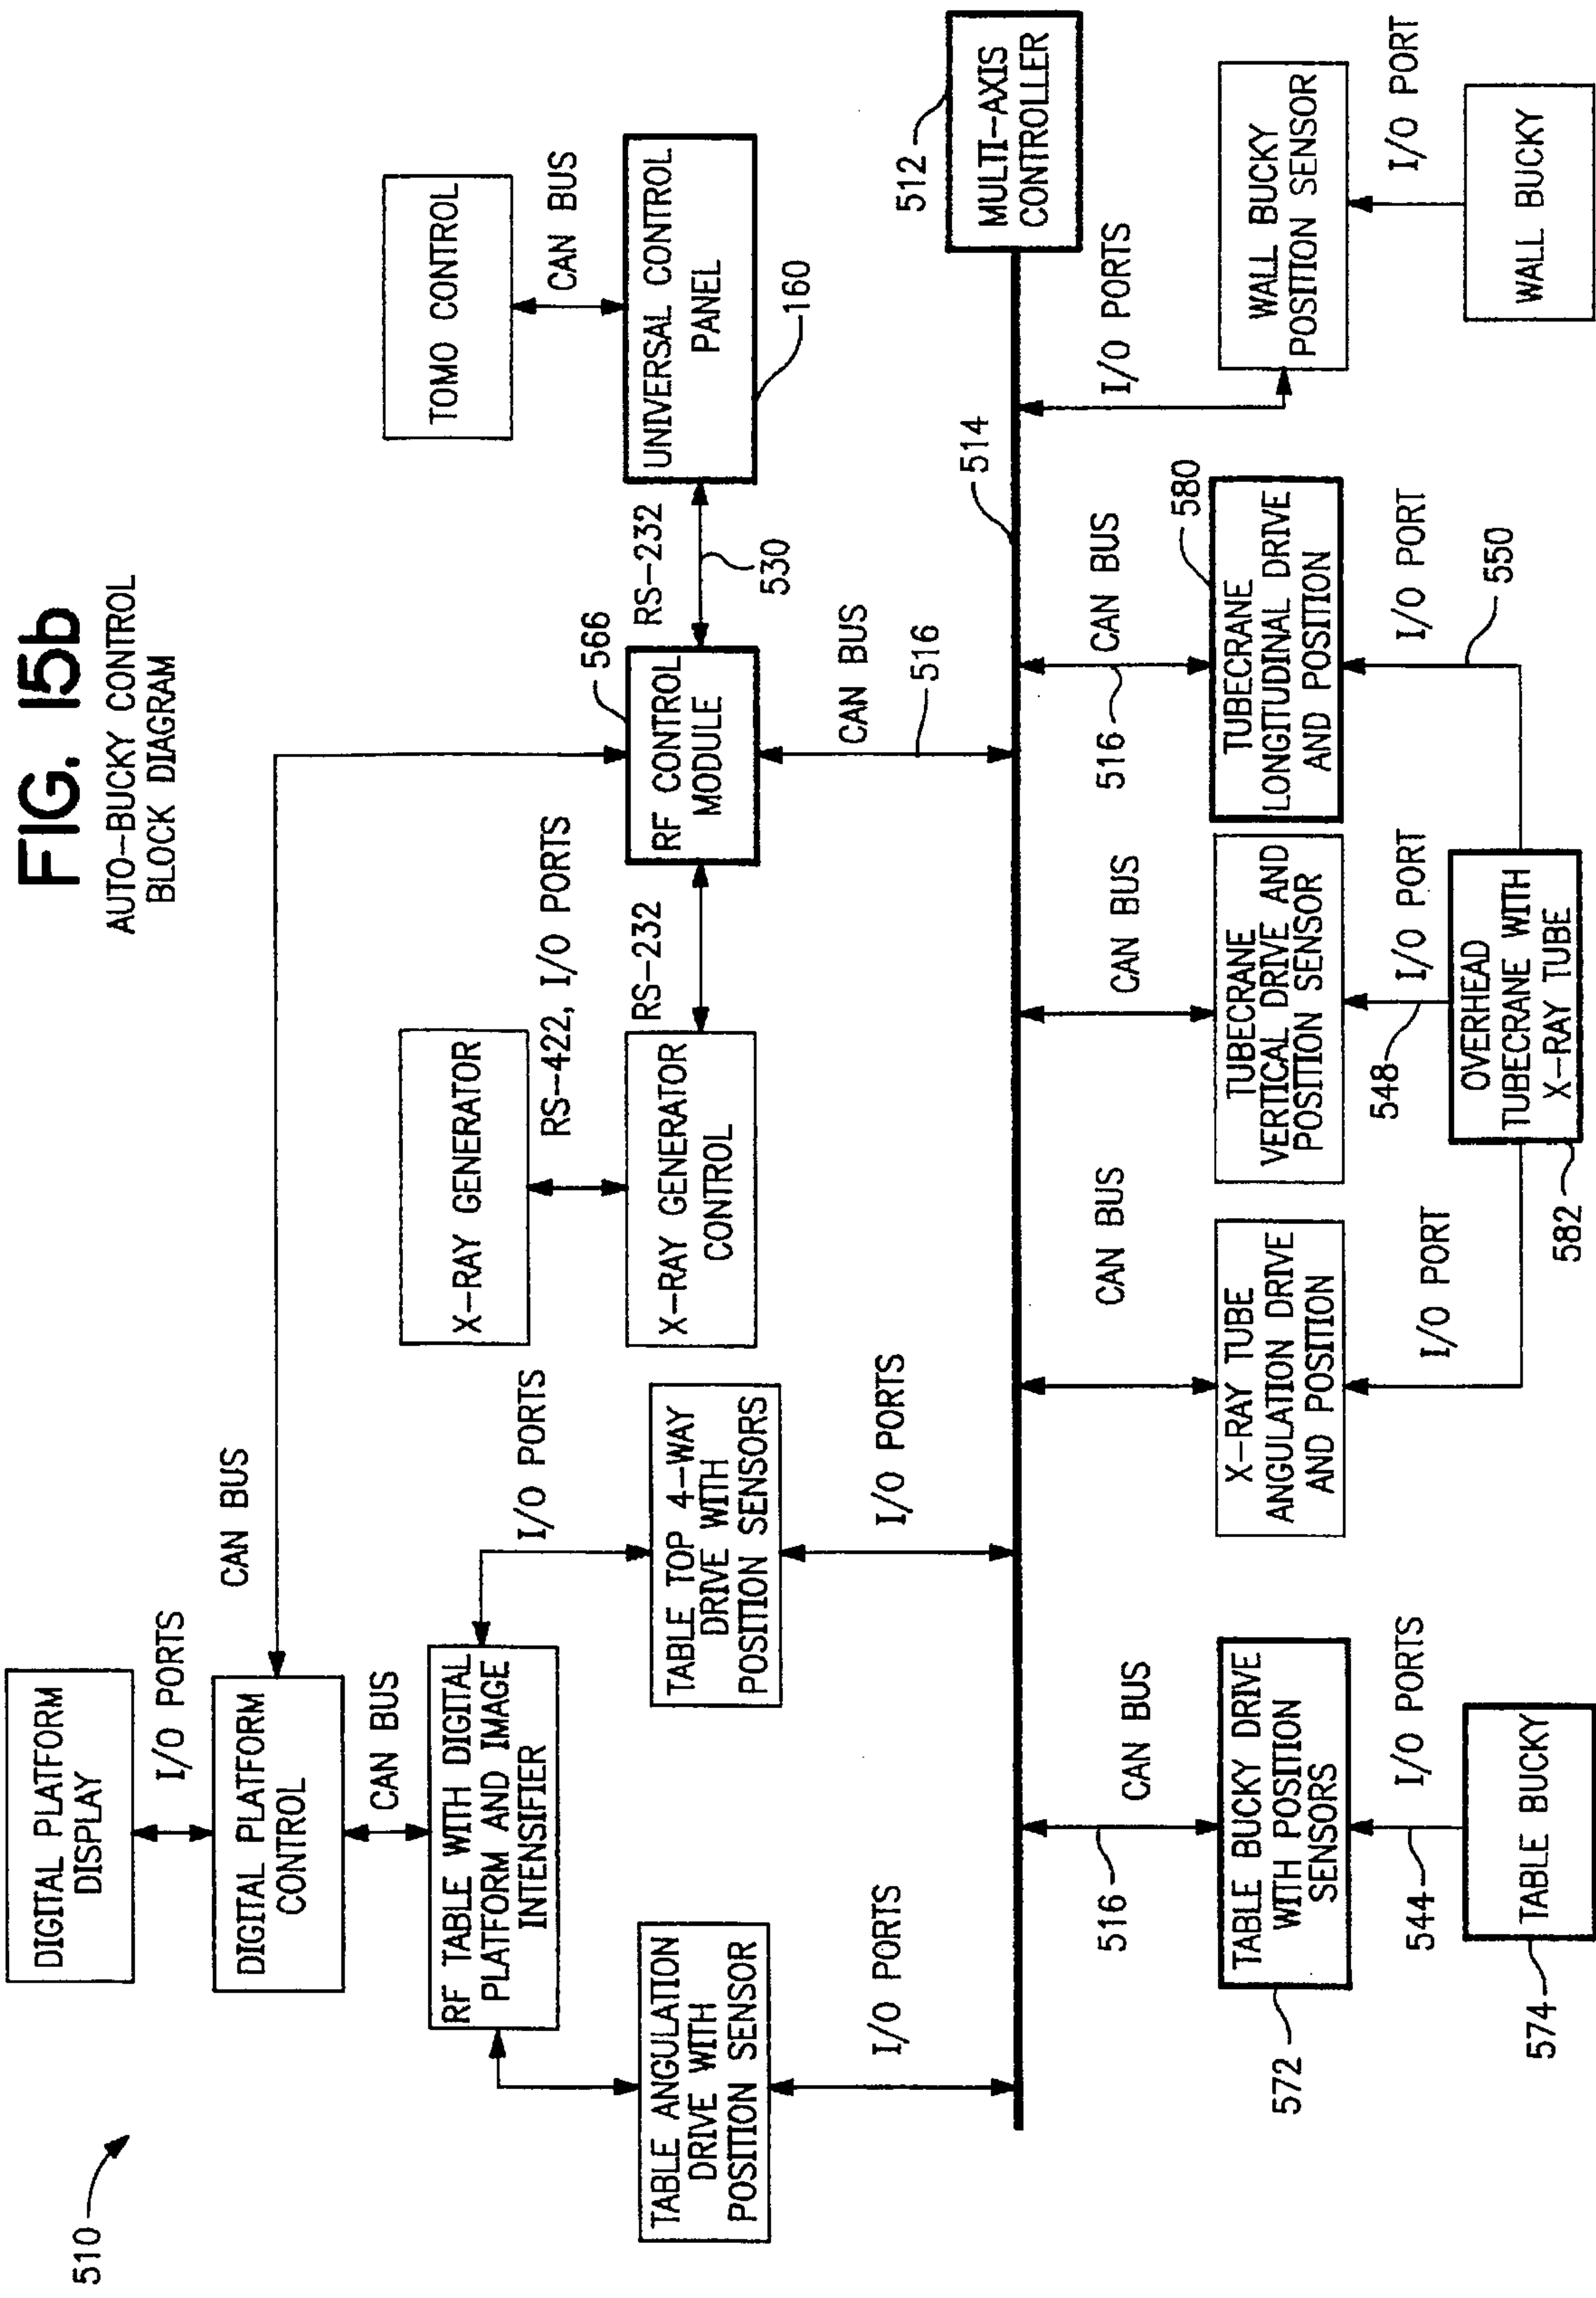 FIG. 15b
AUTO-BUCKY CONTROL
BLOCK DIAGRAM
510
DIGITAL PLATFORM
DISPLAY
I/O PORTS
DIGITAL PLATFORM
CONTROL
CAN BUS
CAN BUS
RF TABLE WITH DIGITAL
PLATFORM AND IMAGE
INTENSIFIER
I/O PORTS
TABLE ANGULATION
DRIVE WITH
POSITION SENSOR
I/O PORTS
TABLE TOP 4-WAY
DRIVE WITH
POSITION SENSORS
I/O PORTS
X-RAY GENERATOR
RS-422, I/O PORTS
X-RAY GENERATOR
CONTROL
RS-232
RF CONTROL
MODULE
566
RS-232
530
TOMO CONTROL
CAN BUS
UNIVERSAL CONTROL
PANEL
160
CAN BUS
516
512
MULTI-AXIS
CONTROLLER
514
516
CAN BUS
TABLE BUCKY DRIVE
WITH POSITION
SENSORS
572
544
I/O PORTS
TABLE BUCKY
574
CAN BUS
X-RAY TUBE
ANGULATION DRIVE
AND POSITION
I/O PORT
CAN BUS
TUBECRANE
VERTICAL DRIVE AND
POSITION SENSOR
548
I/O PORT
516
CAN BUS
580
TUBECRANE
LONGITUDINAL DRIVE
AND POSITION
I/O PORT
550
OVERHEAD
TUBECRANE WITH
X-RAY TUBE
582
I/O PORTS
WALL BUCKY
POSITION SENSOR
I/O PORT
WALL BUCKY